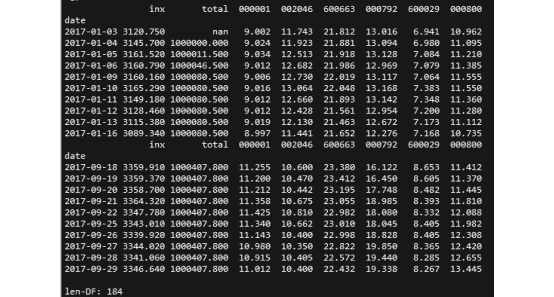 inx total 000001 002046 600663 000792 600029 000800
date
2017-01-03 3120.750 nan 9.002 11.743 21.812 13.016 6.941 10.962
2017-01-04 3145.700 1000000.000 9.024 11.923 21.881 13.094 6.980 11.095
2017-01-05 3161.520 1000011.500 9.034 12.513 21.918 13.128 7.084 11.210
2017-01-06 3160.790 1000046.500 9.012 12.682 21.986 12.969 7.079 11.385
2017-01-09 3160.160 1000080.500 9.006 12.730 22.019 13.117 7.064 11.555
2017-01-10 3165.290 1000080.500 9.016 13.064 22.048 13.168 7.383 11.550
2017-01-11 3149.180 1000080.500 9.012 12.660 21.893 13.142 7.348 11.360
2017-01-12 3128.460 1000080.500 9.012 12.428 21.561 12.954 7.200 11.280
2017-01-13 3115.380 1000080.500 9.019 12.130 21.463 12.672 7.173 11.112
2017-01-16 3089.340 1000080.500 8.997 11.441 21.652 12.276 7.168 10.735
inx total 000001 002046 600663 000792 600029 000800
date
2017-09-18 3359.910 1000407.800 11.255 10.600 23.380 16.122 8.653 11.412
2017-09-19 3359.370 1000407.800 11.200 10.470 23.412 16.450 8.605 11.370
2017-09-20 3358.700 1000407.800 11.212 10.442 23.195 17.748 8.482 11.445
2017-09-21 3364.320 1000407.800 11.358 10.675 23.055 18.985 8.393 11.810
2017-09-22 3347.780 1000407.800 11.425 10.810 22.982 18.080 8.332 12.088
2017-09-25 3343.010 1000407.800 11.340 10.662 23.010 18.045 8.405 11.982
2017-09-26 3339.920 1000407.800 11.143 10.400 22.998 18.828 8.405 12.308
2017-09-27 3344.020 1000407.800 10.980 10.350 22.822 19.850 8.365 12.420
2017-09-28 3341.060 1000407.800 10.915 10.405 22.572 19.440 8.285 12.655
2017-09-29 3346.640 1000407.800 11.012 10.400 22.432 19.338 8.267 13.445
len-DF: 184